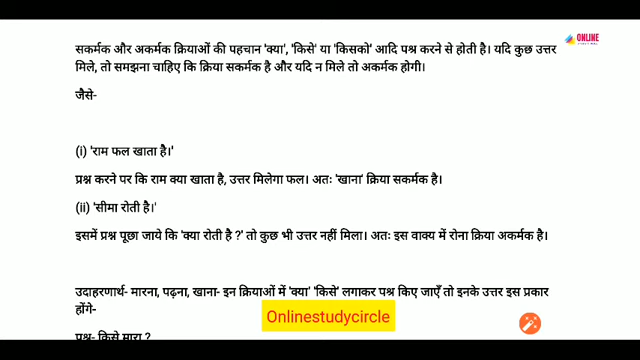 ONLINE
सकर्मक और अकर्मक क्रियाओं की पहचान 'क्या', 'किसे' या 'किसको' आदि पश्र करने से होती है। यदि कुछ उत्तर
मिले, तो समझना चाहिए कि क्रिया सकर्मक है और यदि न मिले तो अकर्मक होगी।
जैसे-
(i) 'राम फल खाता है।'
प्रश्न करने पर कि राम क्या खाता है, उत्तर मिलेगा फल। अतः 'खाना' क्रिया सकर्मक है।
(ii) 'सीमा रोती है।'
इसमें प्रश्न पूछा जाये कि 'क्या रोती है ?' तो कुछ भी उत्तर नहीं मिला। अतः इस वाक्य में रोना क्रिया अकर्मक है।
उदाहरणार्थ- मारना, पढ़ना, खाना- इन क्रियाओं में 'क्या' 'किसे' लगाकर पश्र किए जाएँ तो इनके उत्तर इस प्रकार
होंगे-
Onlinestudycircle
पश्र- किसे मारा ?